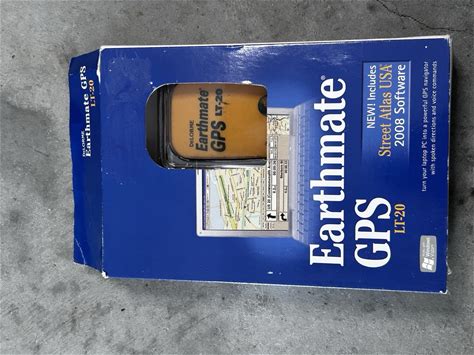 DELORME
Earthmate GPS
LT-20
DELORME
Earthmate®
GPS LT-20
Earthmate®
GPS
LT-20
NEW! Includes
Street Atlas USA®
2008 Software
turn your laptop PC into a powerful GPS navigator
with spoken directions and voice commands